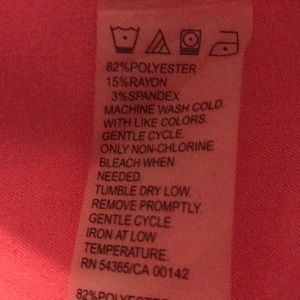 82%POLYESTER
15%RAYON
3%SPANDEX
MACHINE WASH COLD.
WITH LIKE COLORS.
GENTLE CYCLE.
ONLY NON-CHLORINE
BLEACH WHEN
NEEDED.
TUMBLE DRY LOW.
REMOVE PROMPTLY.
GENTLE CYCLE.
IRON AT LOW
TEMPERATURE.
RN 54365/CA 00142
82%POLYESTER